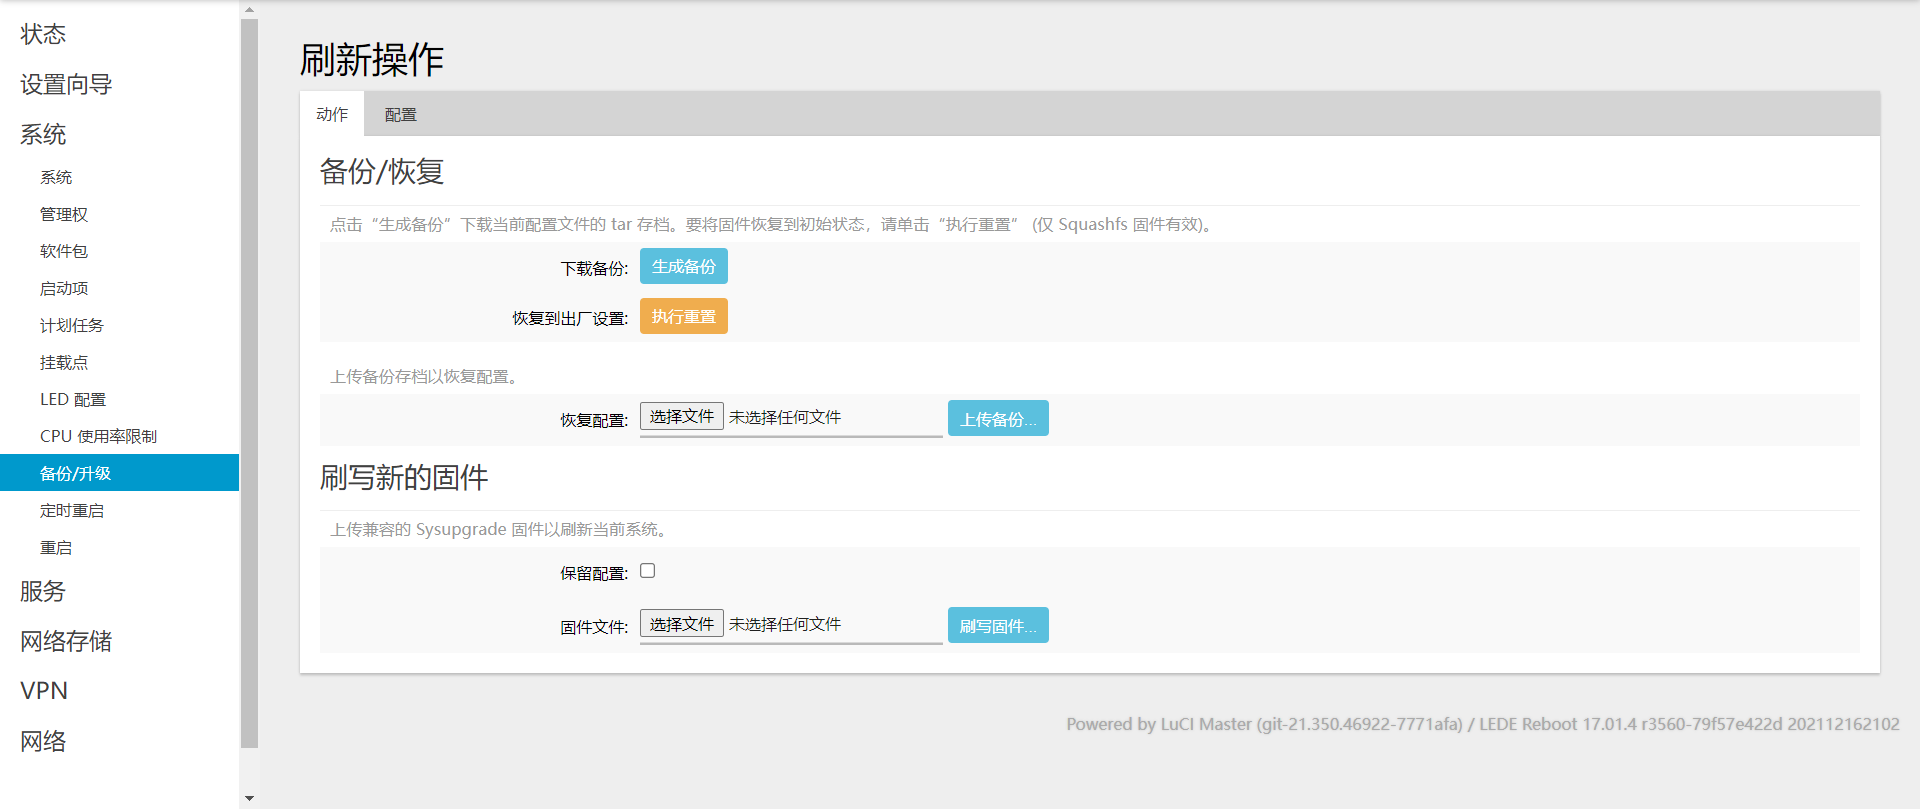 状态
设置向导
系统
系统
管理权
软件包
启动项
计划任务
挂载点
LED 配置
CPU 使用率限制
备份/升级
定时重启
重启
服务
网络存储
VPN
网络
刷新操作
动作
配置
备份/恢复
点击“生成备份”下载当前配置文件的 tar 存档。要将固件恢复到初始状态，请单击“执行重置” (仅 Squashfs 固件有效)。
下载备份: 生成备份
恢复到出厂设置: 执行重置
上传备份存档以恢复配置。
恢复配置: 选择文件 未选择任何文件 上传备份...
刷写新的固件
上传兼容的 Sysupgrade 固件以刷新当前系统。
保留配置:
固件文件: 选择文件 未选择任何文件 刷写固件...
Powered by LuCI Master (git-21.350.46922-7771afa) / LEDE Reboot 17.01.4 r3560-79f57e422d 202112162102